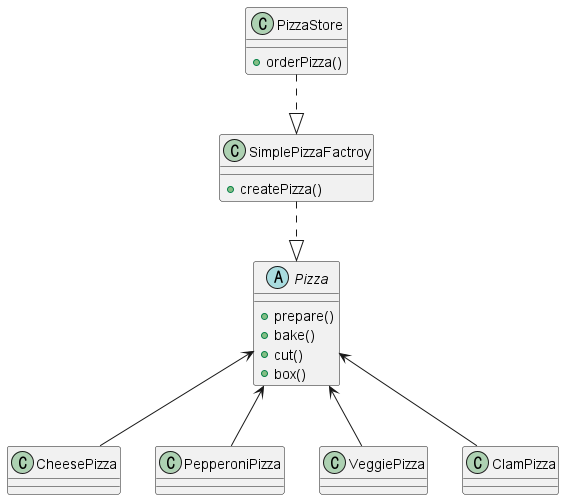 C PizzaStore
orderPizza()
C SimplePizzaFactroy
createPizza()
A Pizza
prepare()
bake()
cut()
box()
C CheesePizza
C PepperoniPizza
C VeggiePizza
C ClamPizza